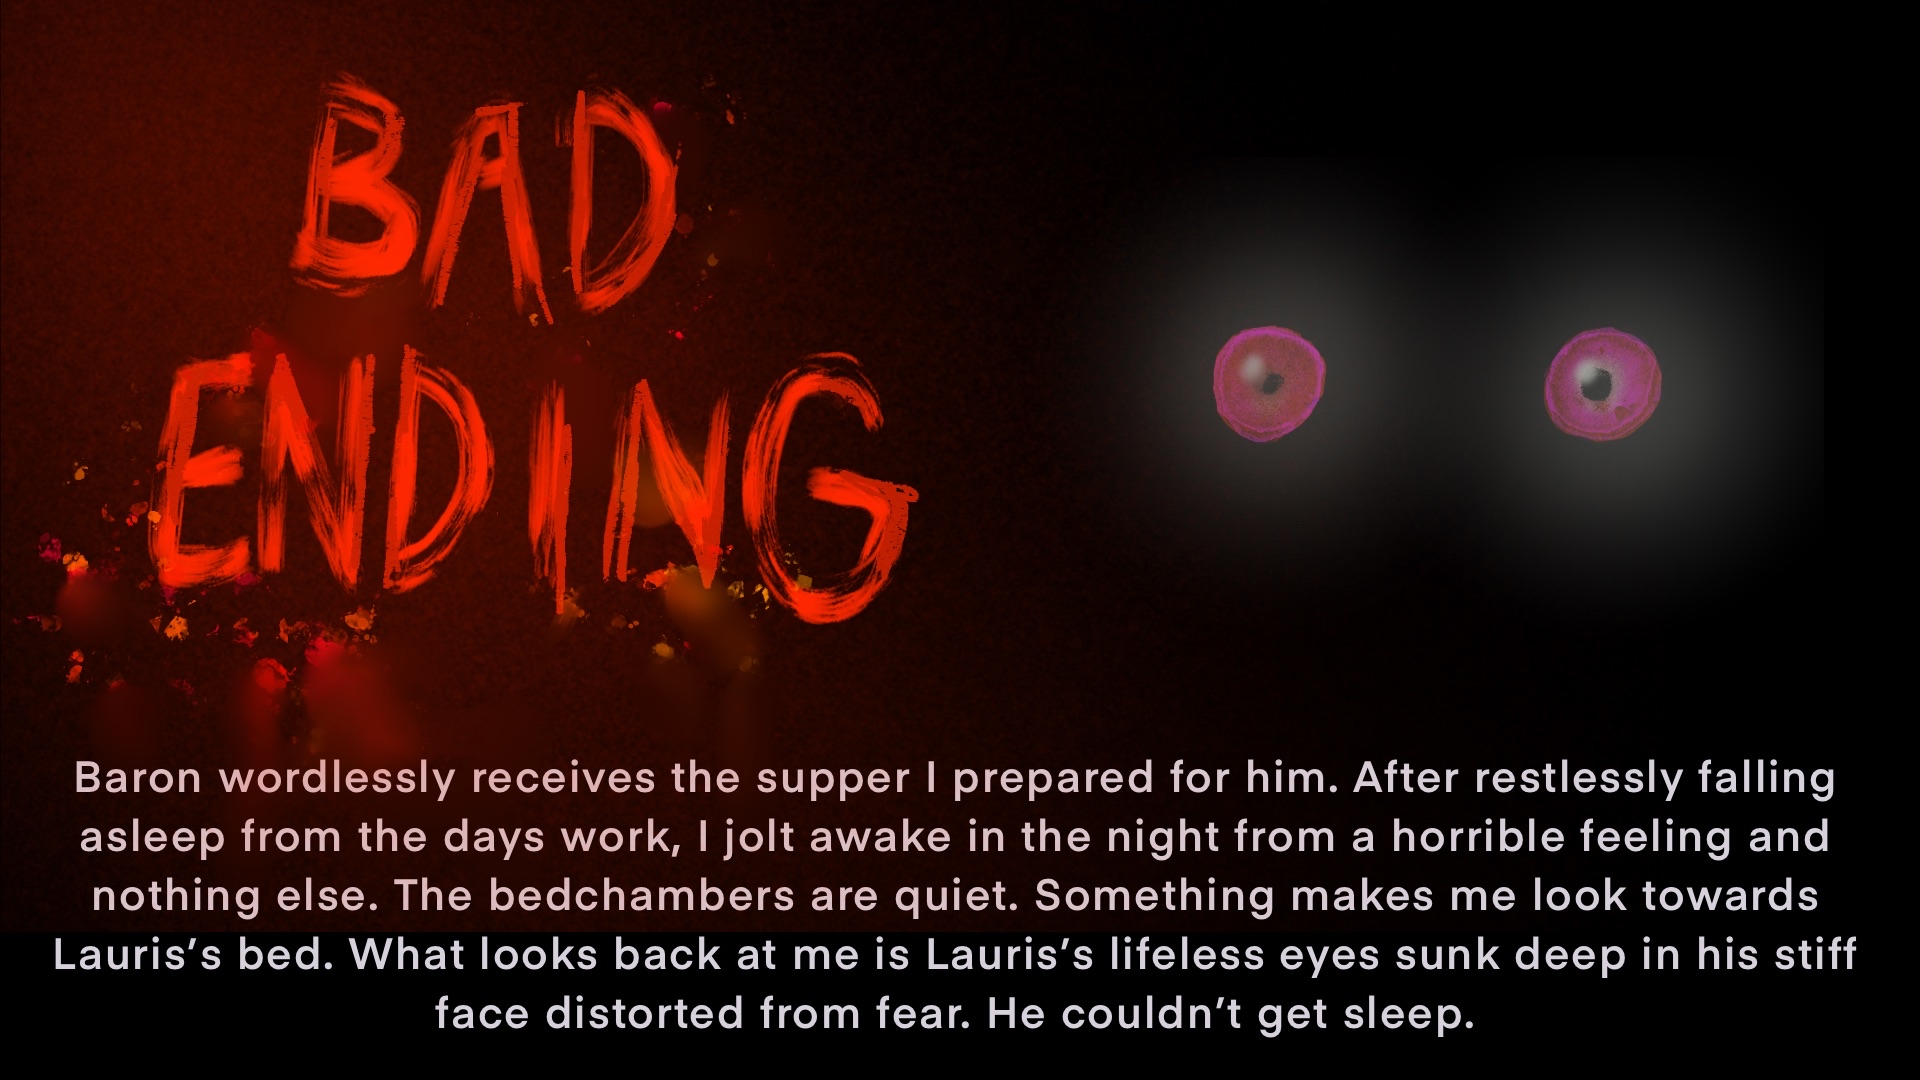 BAD
ENDING
Baron wordlessly receives the supper I prepared for him. After restlessly falling
asleep from the days work, I jolt awake in the night from a horrible feeling and
nothing else. The bedchambers are quiet. Something makes me look towards
Lauris’s bed. What looks back at me is Lauris’s lifeless eyes sunk deep in his stiff
face distorted from fear. He couldn’t get sleep.